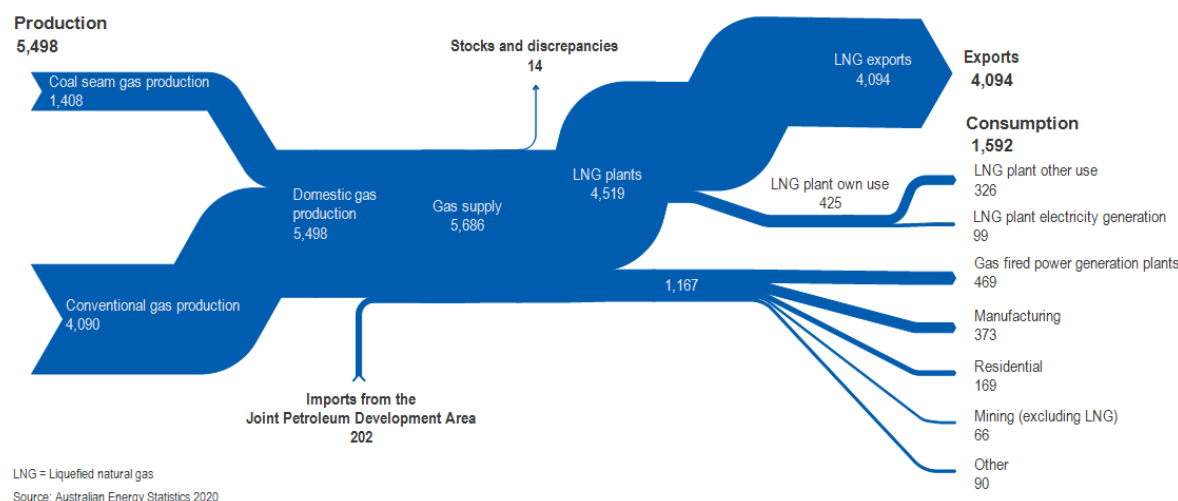 Production
5,498
Coal seam gas production
1,408
Stocks and discrepancies
14
LNG exports
4,094
Exports
4,094
Consumption
1,592
Domestic gas
production
5,498
Gas supply
5,686
LNG plants
4,519
LNG plant own use
425
LNG plant other use
326
LNG plant electricity generation
99
Conventional gas production
4,090
1,167
Gas fired power generation plants
469
Manufacturing
373
Residential
169
Mining (excluding LNG)
66
Other
90
Imports from the
Joint Petroleum Development Area
202
LNG = Liquefied natural gas
Source: Australian Energy Statistics 2020